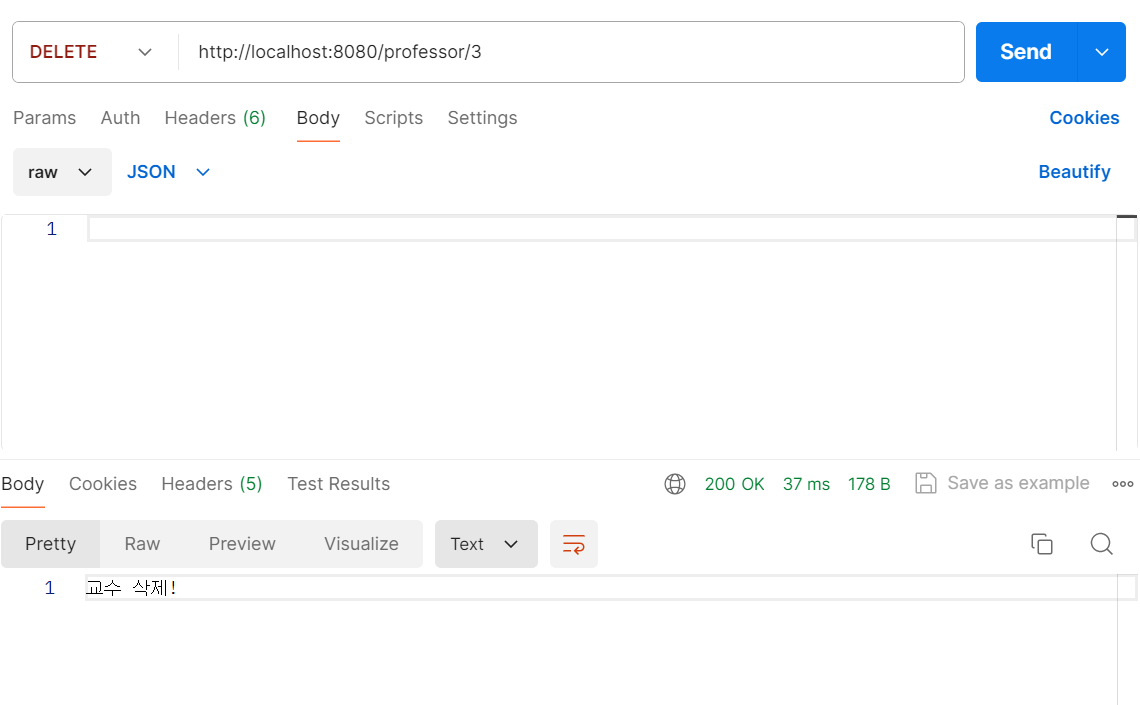 DELETE http://localhost:8080/professor/3 Send
Params Auth Headers (6) Body Scripts Settings Cookies
raw JSON Beautify
1
Body Cookies Headers (5) Test Results 200 OK 37 ms 178 B Save as example
Pretty Raw Preview Visualize Text
1 교수 삭제!